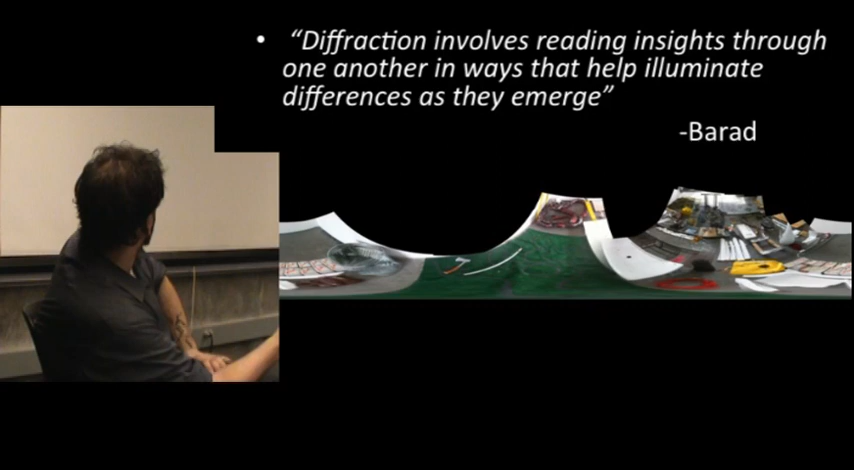 • “Diffraction involves reading insights through
one another in ways that help illuminate
differences as they emerge”
-Barad